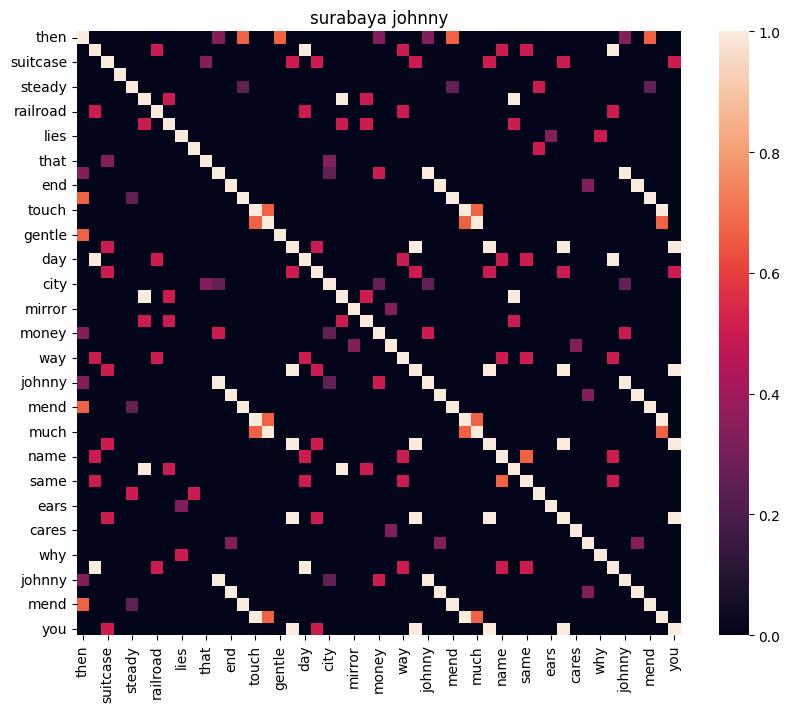 surabaya johnny
then
suitcase
steady
railroad
lies
that
end
touch
gentle
day
city
mirror
money
way
johnny
mend
much
name
same
ears
cares
why
johnny
mend
you
then
suitcase
steady
railroad
lies
that
end
touch
gentle
day
city
mirror
money
way
johnny
mend
much
name
same
ears
cares
why
johnny
mend
you
1.0
0.8
0.6
0.4
0.2
0.0